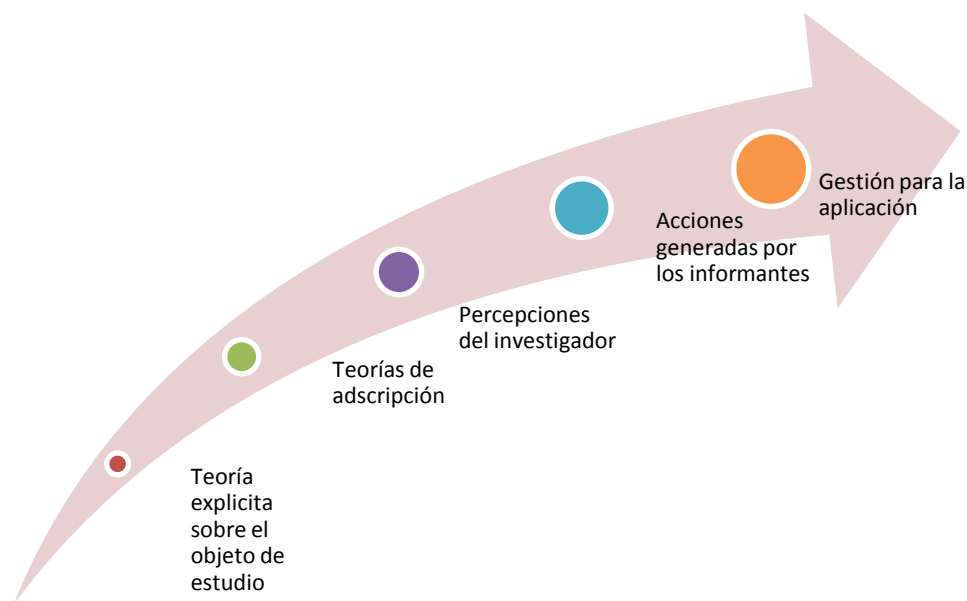 Teoría
explicita
sobre el
objeto de
estudio
Teorías de
adscripción
Percepciones
del investigador
Acciones
generadas por
los informantes
Gestión para la
aplicación